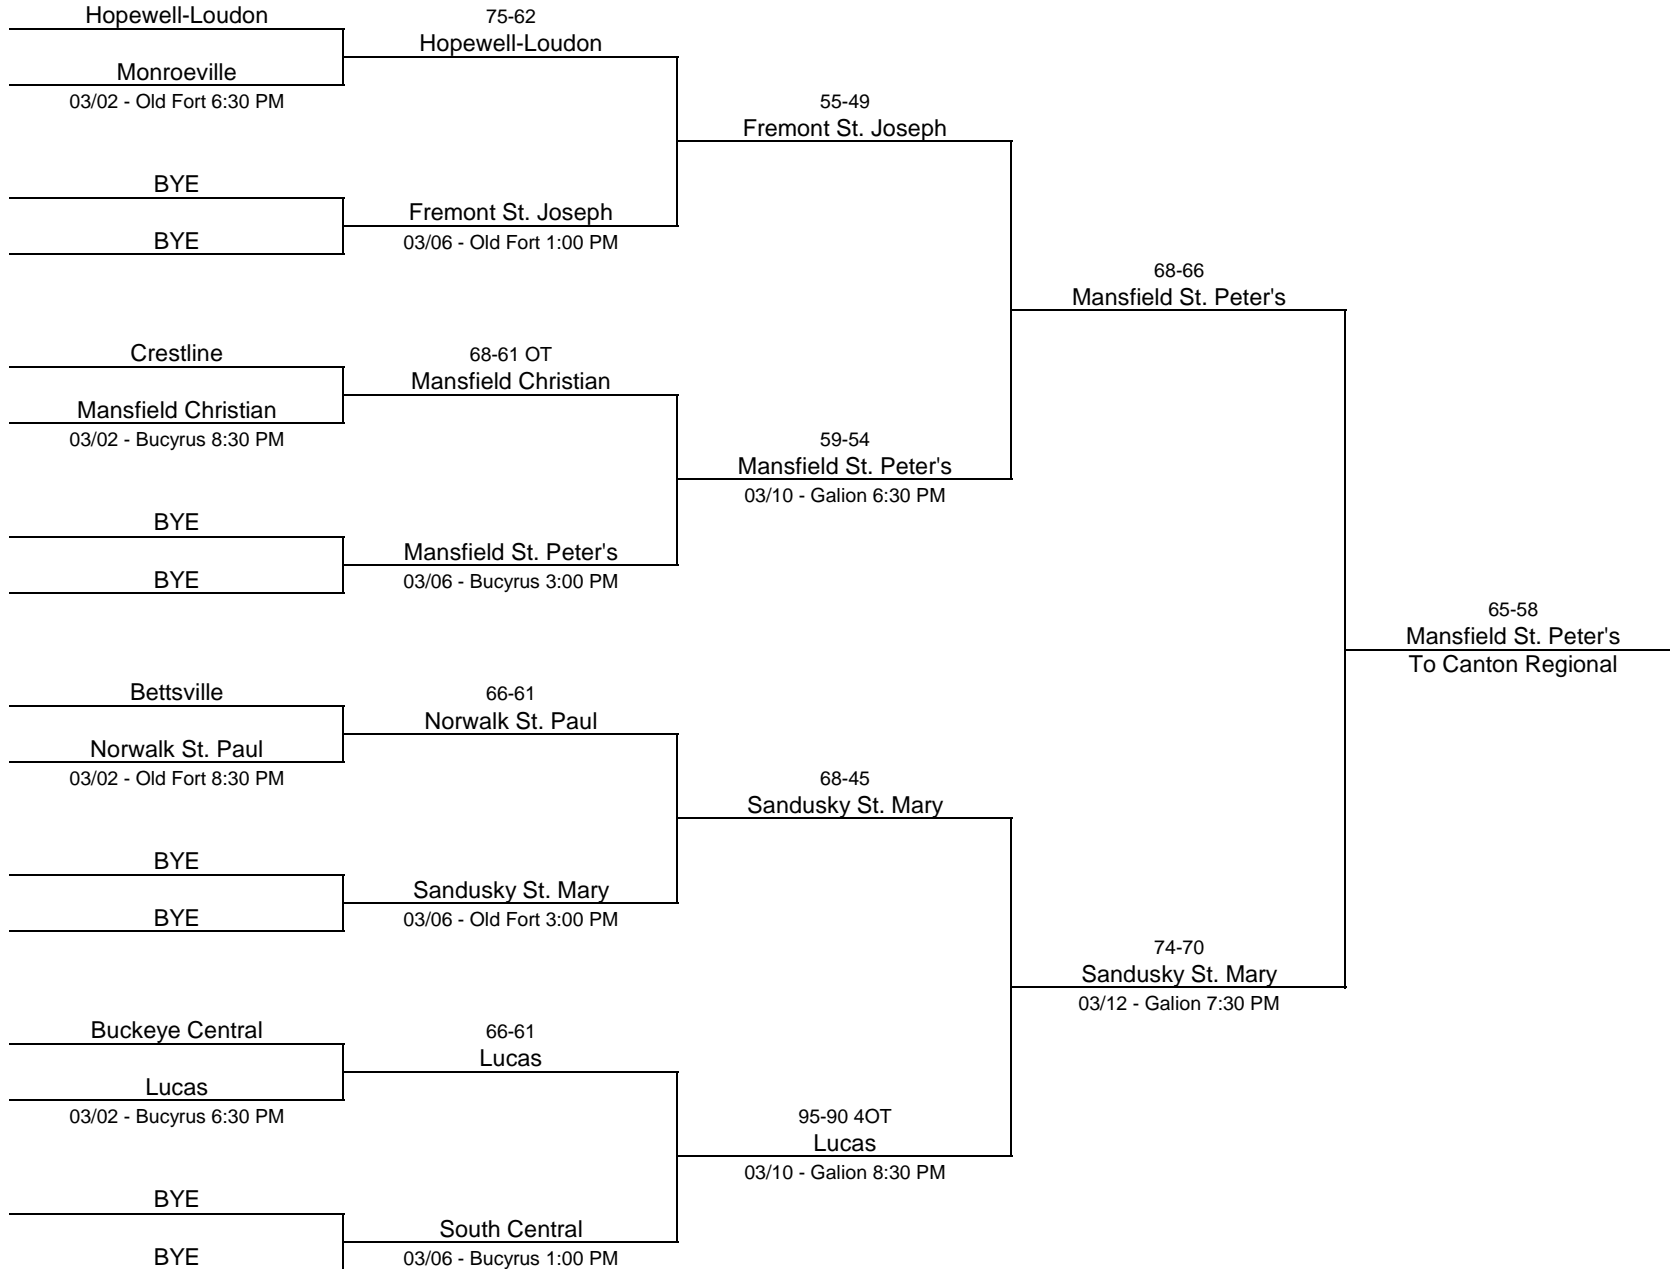 Hopewell-Loudon
Monroeville
03/02 - Old Fort 6:30 PM
BYE
BYE
Crestline
Mansfield Christian
03/02 - Bucyrus 8:30 PM
BYE
BYE
Bettsville
Norwalk St. Paul
03/02 - Old Fort 8:30 PM
BYE
BYE
Buckeye Central
Lucas
03/02 - Bucyrus 6:30 PM
BYE
BYE
75-62
Hopewell-Loudon
Fremont St. Joseph
03/06 - Old Fort 1:00 PM
68-61 OT
Mansfield Christian
Mansfield St. Peter's
03/06 - Bucyrus 3:00 PM
66-61
Norwalk St. Paul
Sandusky St. Mary
03/06 - Old Fort 3:00 PM
66-61
Lucas
South Central
03/06 - Bucyrus 1:00 PM
55-49
Fremont St. Joseph
59-54
Mansfield St. Peter's
03/10 - Galion 6:30 PM
68-45
Sandusky St. Mary
95-90 4OT
Lucas
03/10 - Galion 8:30 PM
68-66
Mansfield St. Peter's
74-70
Sandusky St. Mary
03/12 - Galion 7:30 PM
65-58
Mansfield St. Peter's
To Canton Regional